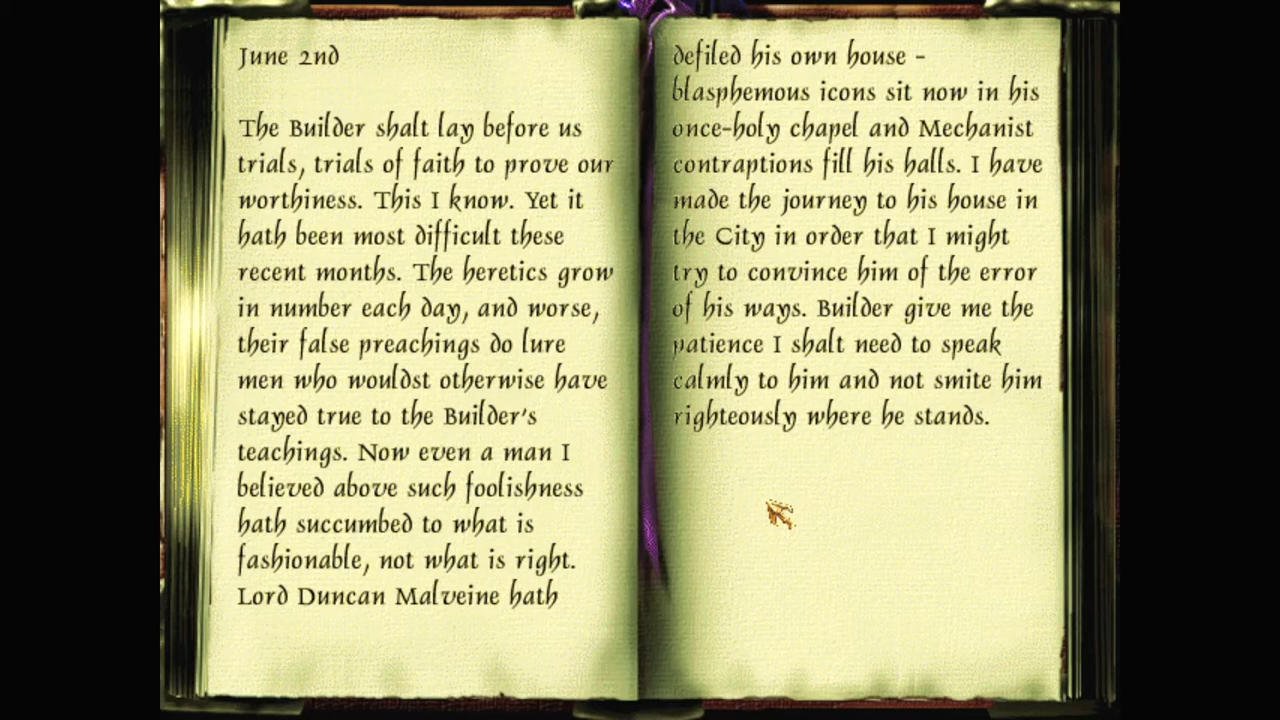 June 2nd
The Builder shalt lay before us
trials, trials of faith to prove our
worthiness. This I know. Yet it
hath been most difficult these
recent months. The heretics grow
in number each day, and worse,
their false preachings do lure
men who wouldst otherwise have
stayed true to the Builder's
teachings. Now even a man I
believed above such foolishness
hath succumbed to what is
fashionable, not what is right.
Lord Duncan Malveine hath
defiled his own house -
blasphemous icons sit now in his
once-holy chapel and Mechanist
contraptions fill his halls. I have
made the journey to his house in
the City in order that I might
try to convince him of the error
of his ways. Builder give me the
patience I shalt need to speak
calmly to him and not smite him
righteously where he stands.